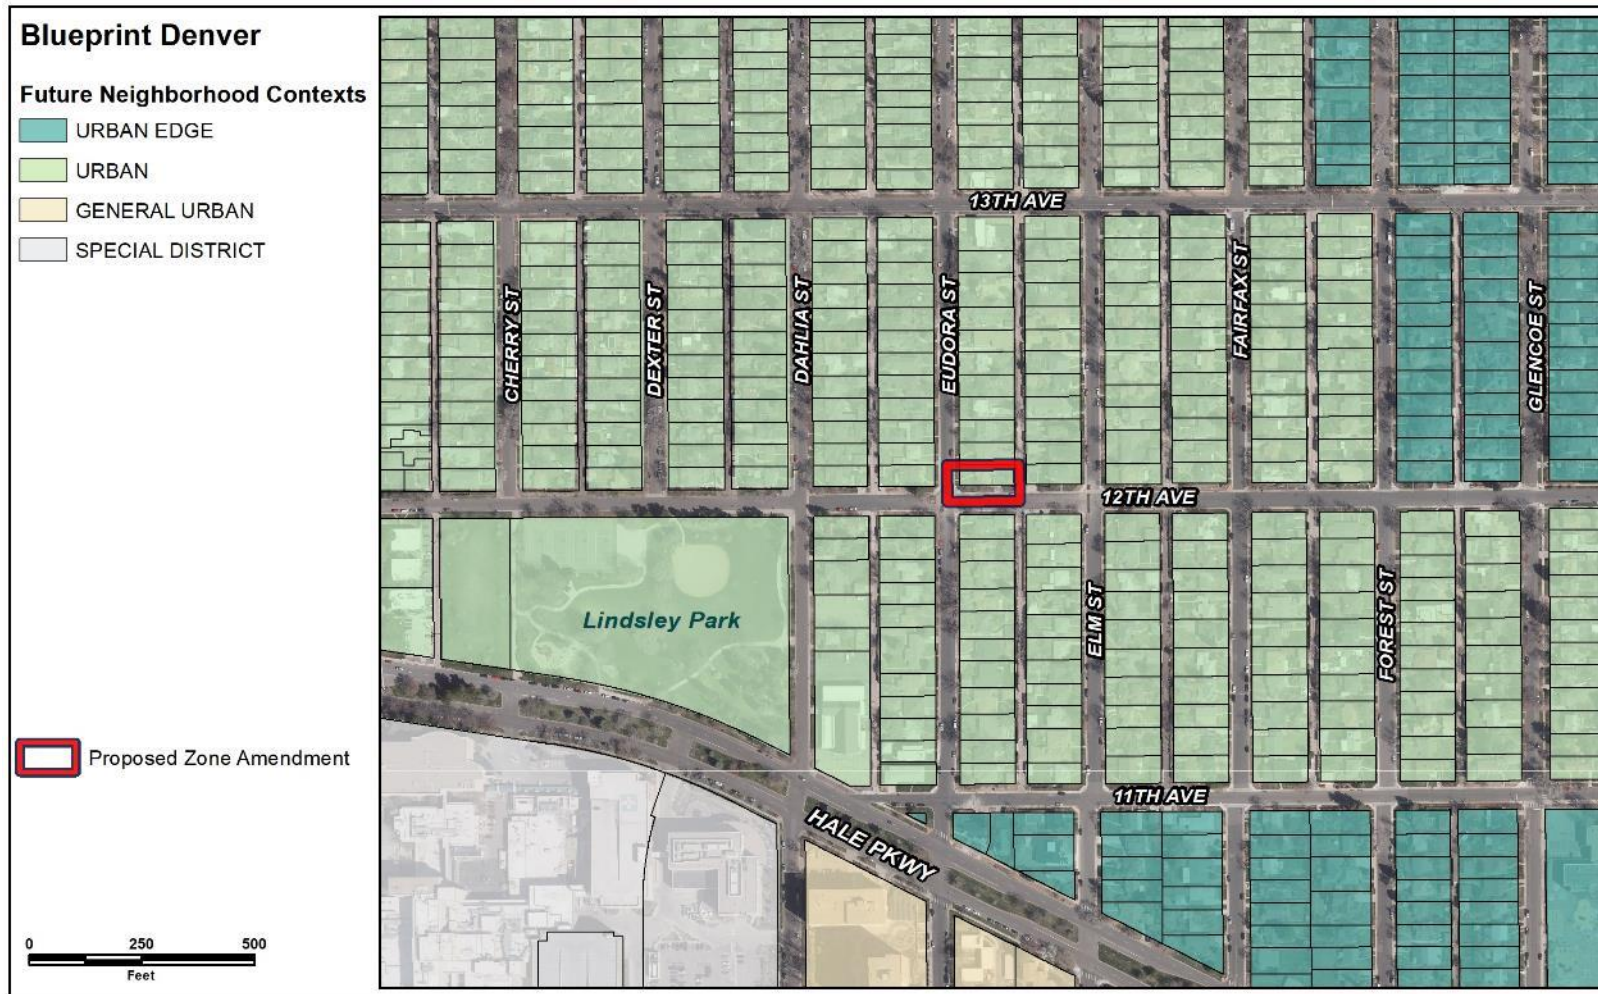 Blueprint Denver
Future Neighborhood Contexts
URBAN EDGE
URBAN
GENERAL URBAN
SPECIAL DISTRICT
Proposed Zone Amendment
0 250 500
Feet
13TH AVE
CHERRY ST
DEXTER ST
DAHLIA ST
EUDORA ST
FAIRFAX ST
GLENCOE ST
12TH AVE
Lindsley Park
ELM ST
FOREST ST
11TH AVE
HALE PKWY